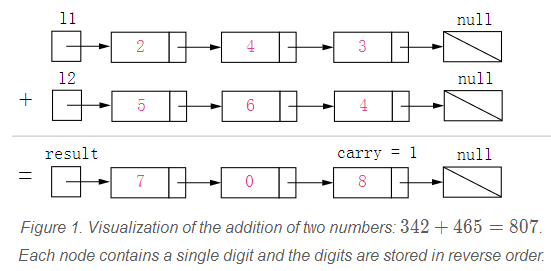 l1 null
2 4 3
l2 null
+ 5 6 4
result carry = 1 null
= 7 0 8
Figure 1. Visualization of the addition of two numbers: 342 + 465 = 807.
Each node contains a single digit and the digits are stored in reverse order.